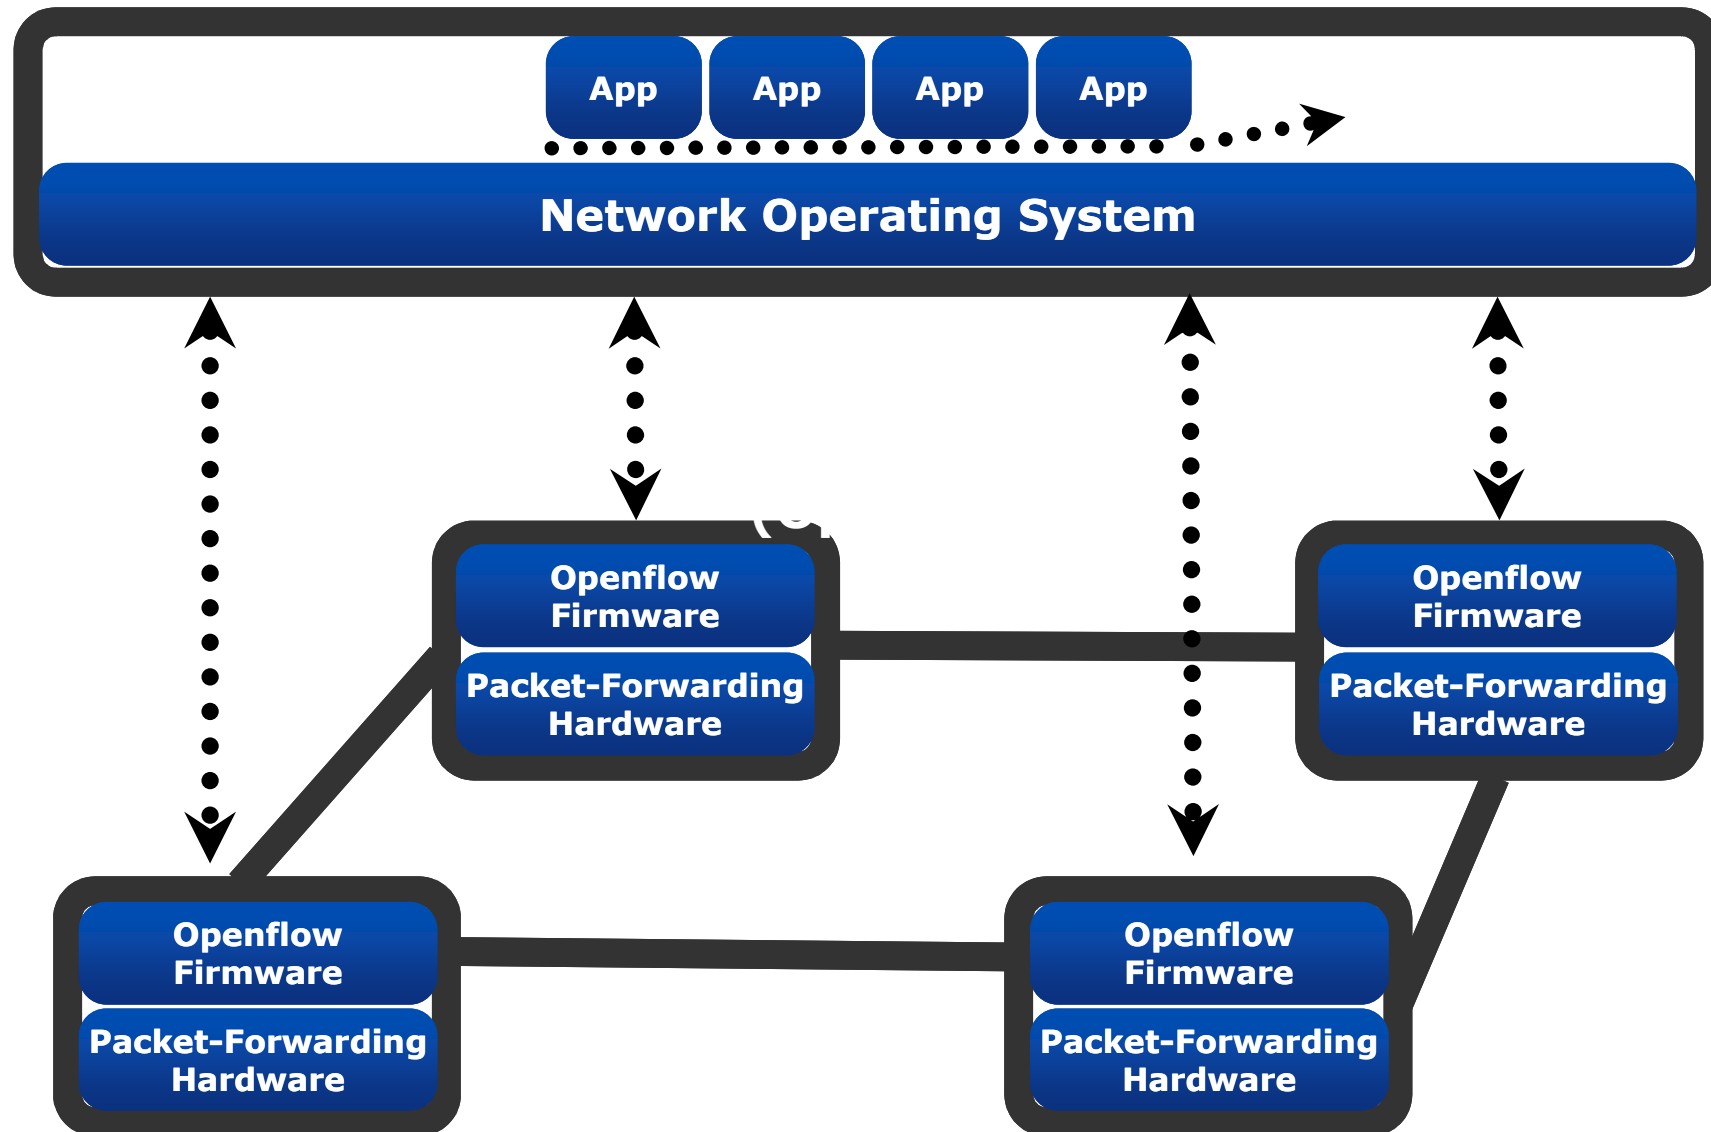 App App App App
Network Operating System
Openflow
Firmware
Packet-Forwarding
Hardware
Openflow
Firmware
Packet-Forwarding
Hardware
Openflow
Firmware
Packet-Forwarding
Hardware
Openflow
Firmware
Packet-Forwarding
Hardware